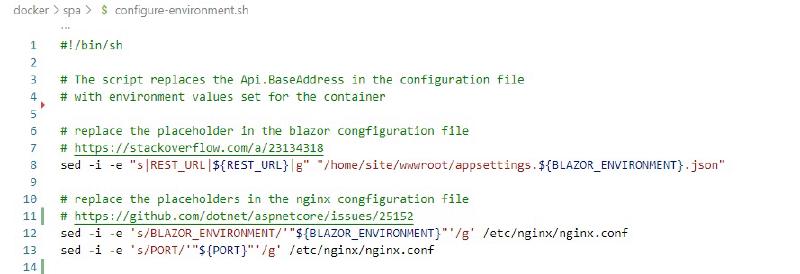 docker > spa > $ configure-environment.sh
...
1 #!/bin/sh
2
3 # The script replaces the Api.BaseAddress in the configuration file
4 # with environment values set for the container
5
6 # replace the placeholder in the blazor congfiguration file
7 # https://stackoverflow.com/a/23134318
8 sed -i -e "s|REST_URL|${REST_URL}|g" "/home/site/wwwroot/appsettings.${BLAZOR_ENVIRONMENT}.json"
9
10 # replace the placeholders in the nginx congfiguration file
11 # https://github.com/dotnet/aspnetcore/issues/25152
12 sed -i -e 's/BLAZOR_ENVIRONMENT/'"${BLAZOR_ENVIRONMENT}"'/g' /etc/nginx/nginx.conf
13 sed -i -e 's/PORT/'"${PORT}"'/g' /etc/nginx/nginx.conf
14